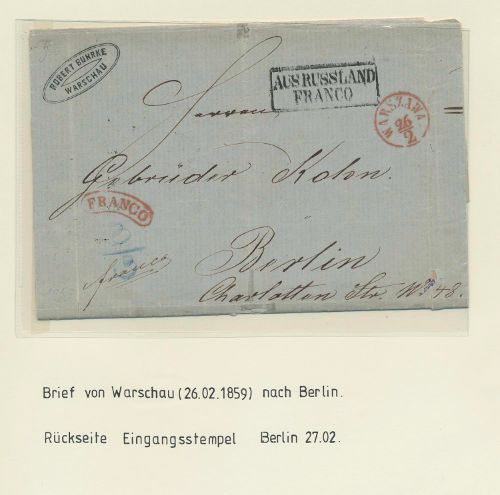 ROBERT BUHRKE
WARSCHAU
AUS RUSSLAND
FRANCO
WARSZAWA
26/2
Herren
Gebrüder Kohn.
FRANCO
franco
Berlin
Charlotten Str. No 48.
Brief von Warschau (26.02.1859) nach Berlin.
Rückseite Eingangsstempel Berlin 27.02.